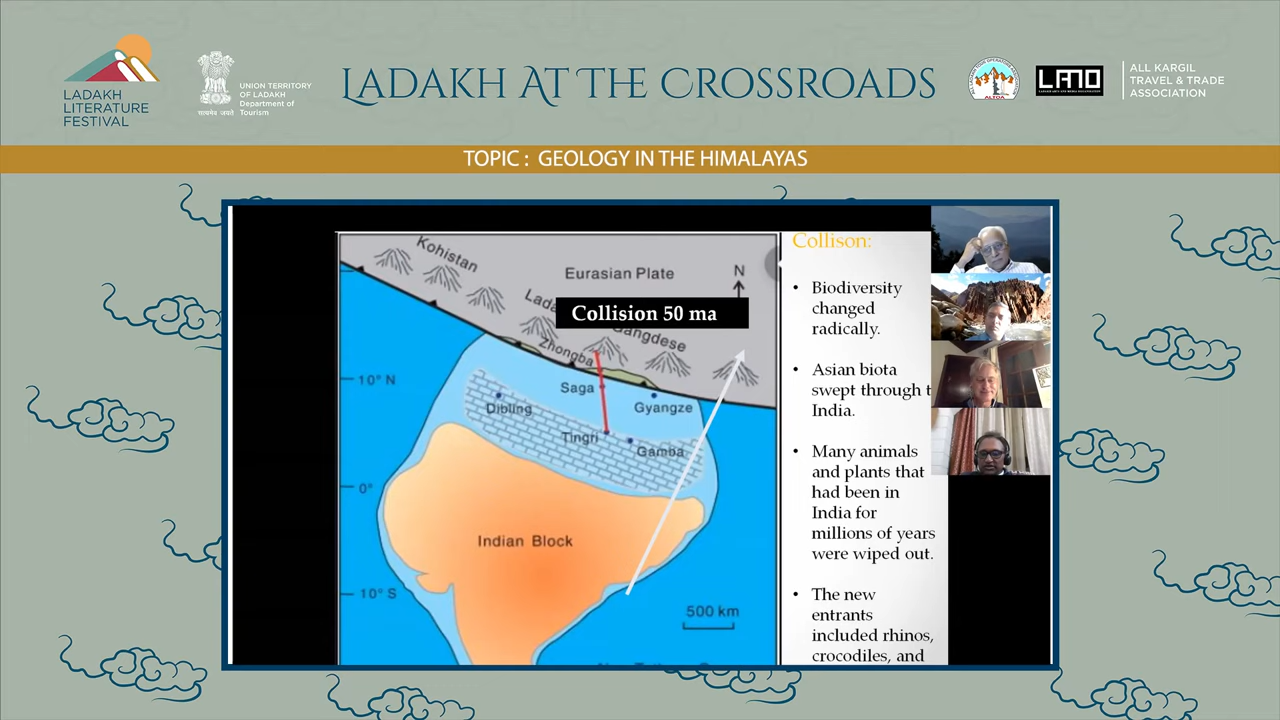 LADAKH
LITERATURE
FESTIVAL
सत्यमेव जयते
UNION TERRITORY
OF LADAKH
Department of
Tourism
LADAKH AT THE CROSSROADS
ALTOA
ALL KARGIL
TRAVEL & TRADE
ASSOCIATION
TOPIC : GEOLOGY IN THE HIMALAYAS
Kohistan
Eurasian Plate
N
Lada
Collision 50 ma
angdese
Zhongba
10° N
Saga
Dibling
Gyangze
Tingri
Gamba
0°
Indian Block
10° S
500 km
Collison:
• Biodiversity
changed
radically.
• Asian biota
swept through t
India.
• Many animals
and plants that
had been in
India for
millions of years
were wiped out.
• The new
entrants
included rhinos,
crocodiles, and